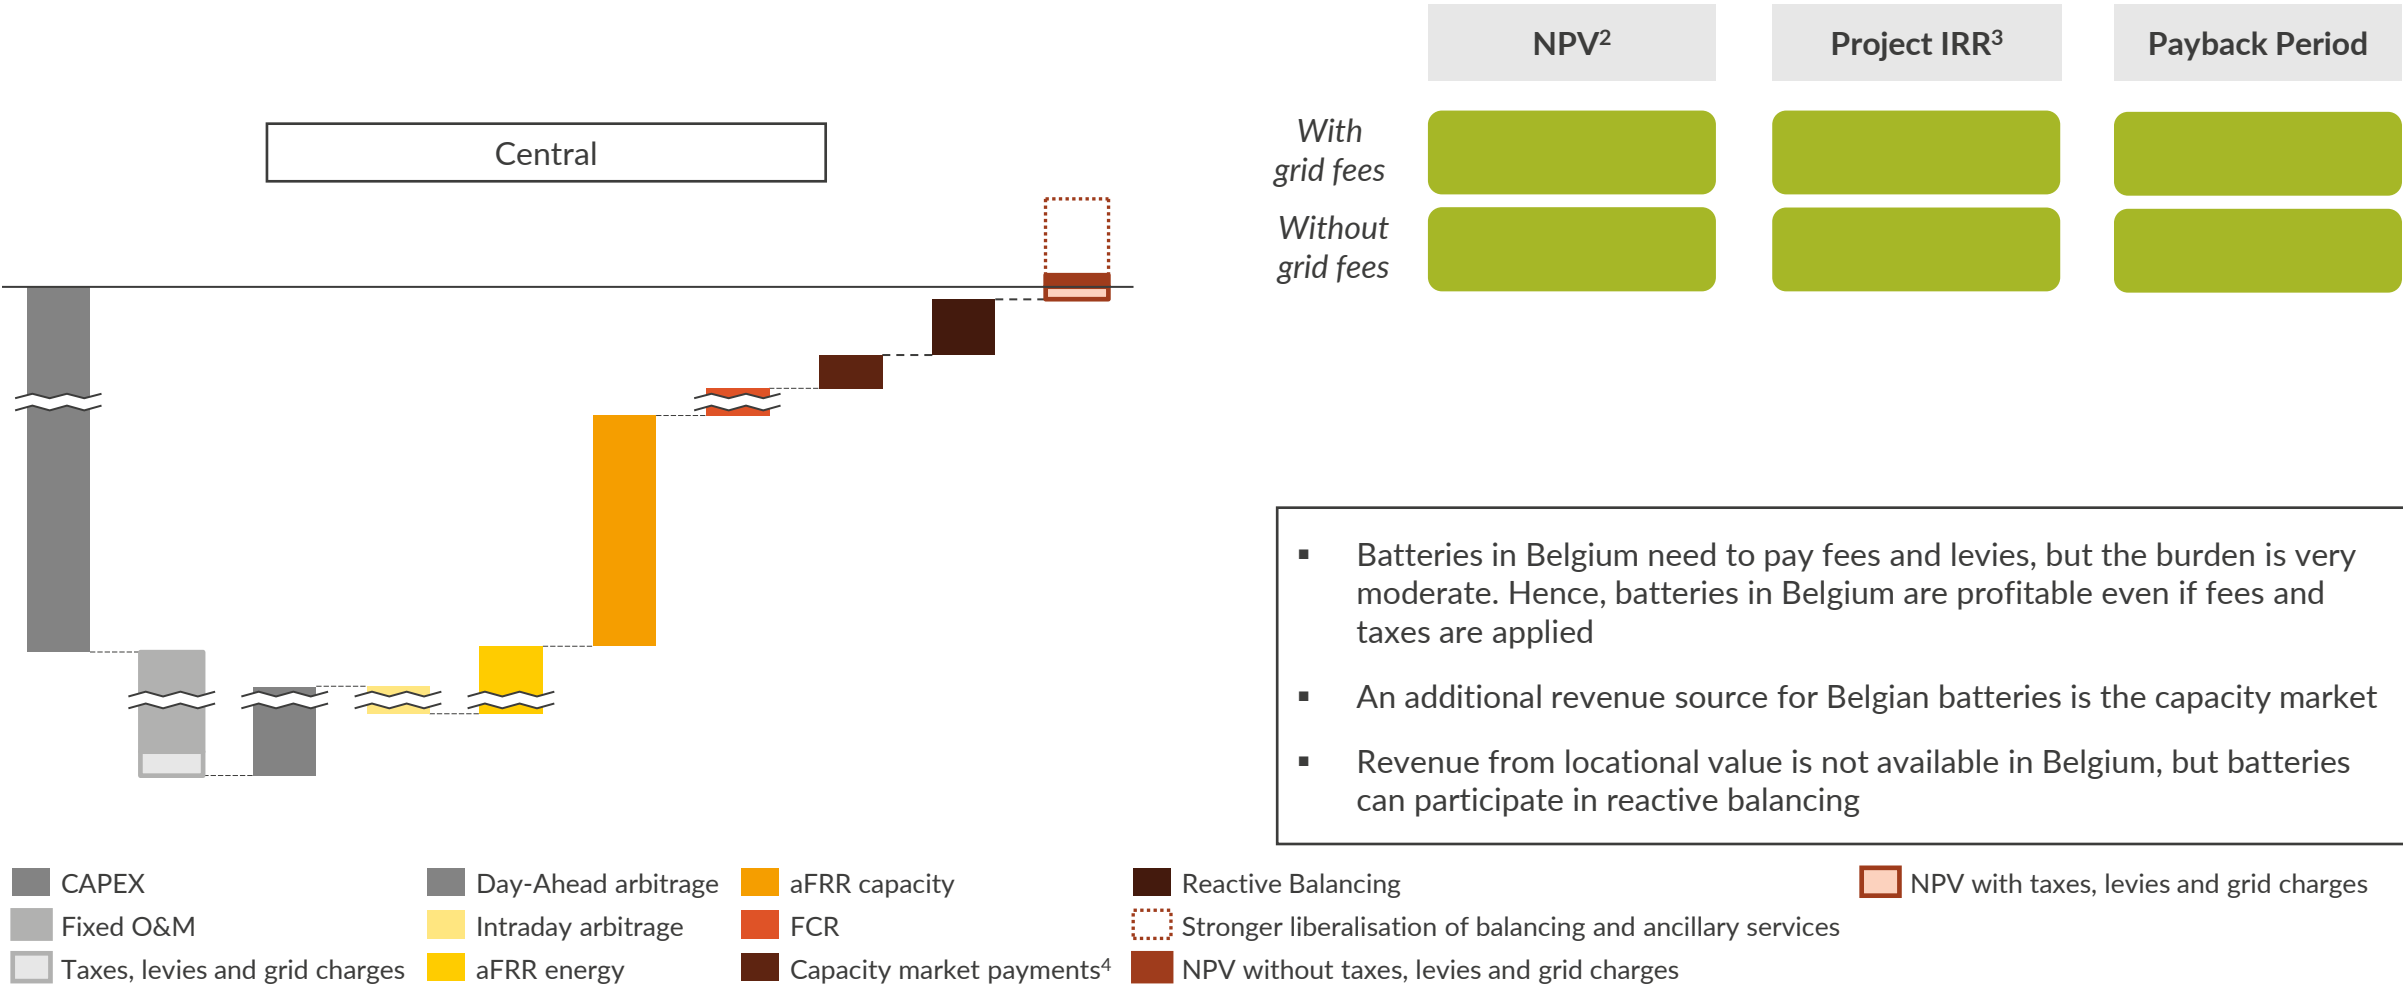 NPV²
Project IRR³
Payback Period
Central
With
grid fees
Without
grid fees
▪ Batteries in Belgium need to pay fees and levies, but the burden is very
moderate. Hence, batteries in Belgium are profitable even if fees and
taxes are applied
▪ An additional revenue source for Belgian batteries is the capacity market
▪ Revenue from locational value is not available in Belgium, but batteries
can participate in reactive balancing
CAPEX
Fixed O&M
Taxes, levies and grid charges
Day-Ahead arbitrage
Intraday arbitrage
aFRR energy
aFRR capacity
FCR
Capacity market payments⁴
Reactive Balancing
Stronger liberalisation of balancing and ancillary services
NPV without taxes, levies and grid charges
NPV with taxes, levies and grid charges